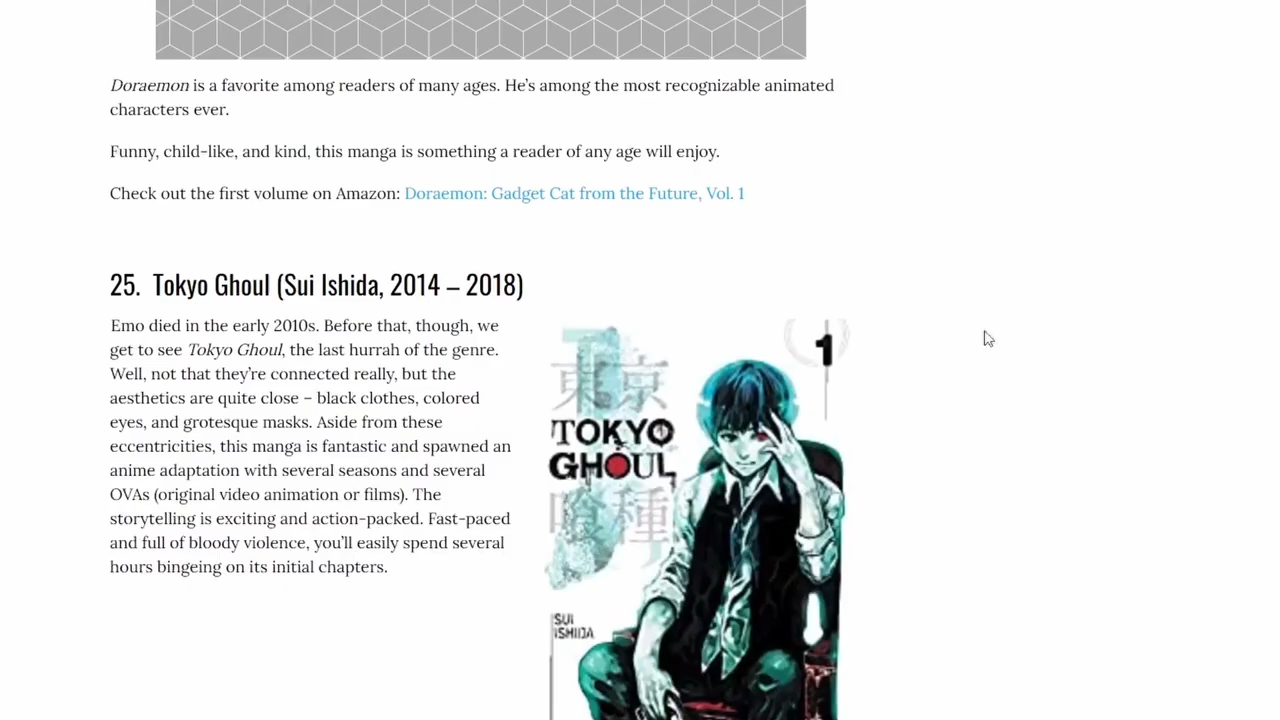 Doraemon is a favorite among readers of many ages. He’s among the most recognizable animated
characters ever.
Funny, child-like, and kind, this manga is something a reader of any age will enjoy.
Check out the first volume on Amazon: Doraemon: Gadget Cat from the Future, Vol. 1
25. Tokyo Ghoul (Sui Ishida, 2014 – 2018)
Emo died in the early 2010s. Before that, though, we
get to see Tokyo Ghoul, the last hurrah of the genre.
Well, not that they’re connected really, but the
aesthetics are quite close – black clothes, colored
eyes, and grotesque masks. Aside from these
eccentricities, this manga is fantastic and spawned an
anime adaptation with several seasons and several
OVAs (original video animation or films). The
storytelling is exciting and action-packed. Fast-paced
and full of bloody violence, you’ll easily spend several
hours bingeing on its initial chapters.
1
東京
TOKYO
GHOUL
喰種
SUI
ISHIDA